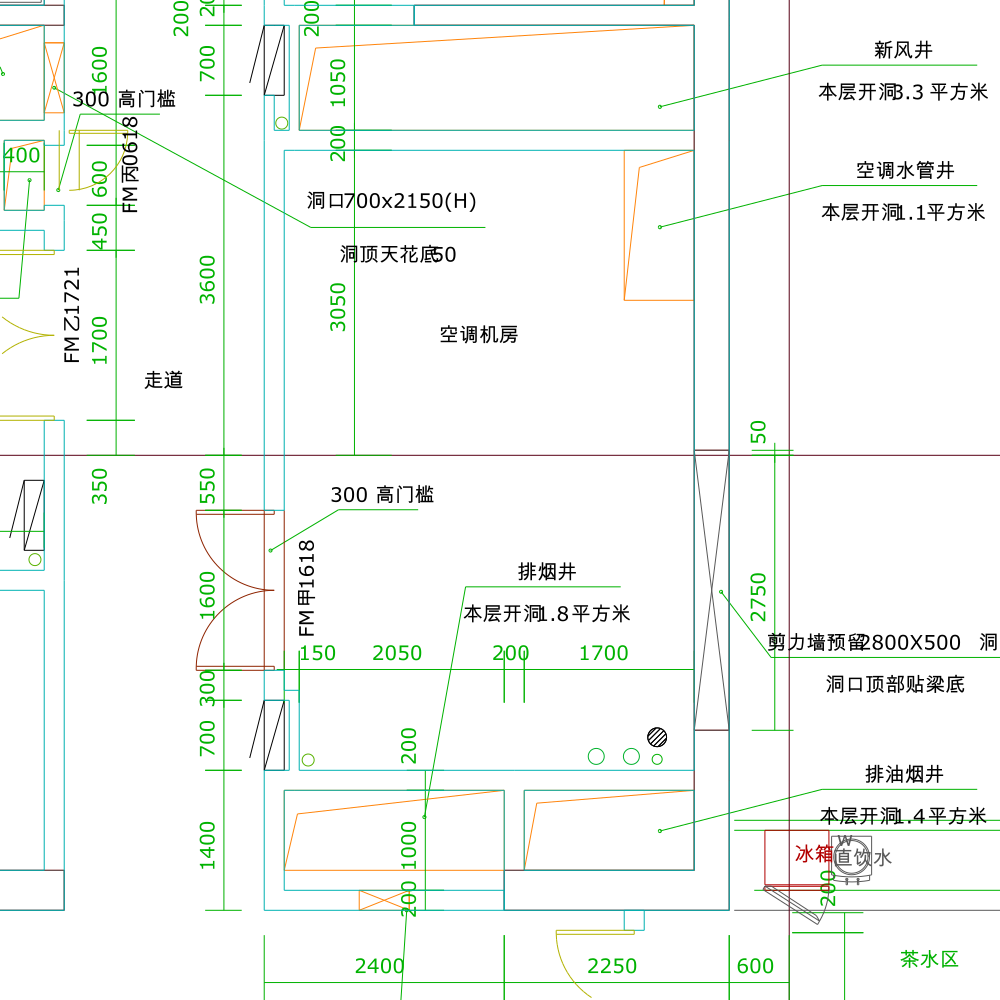 200
20
200
新风井
1600
700
1050
本层开洞3.3 平方米
300 高门槛
200
FM丙0618
400
600
空调水管井
洞口700x2150(H)
本层开洞1.1平方米
450
洞顶天花底50
3600
3050
FM乙1721
1700
空调机房
走道
50
350
550
300 高门槛
FM甲1618
1600
排烟井
2750
本层开洞1.8平方米
剪力墙预留2800X500 洞
150
2050
200
1700
300
洞口顶部贴梁底
700
200
排油烟井
本层开洞1.4平方米
1400
1000
W
冰箱
直饮水
200
200
茶水区
2400
2250
600